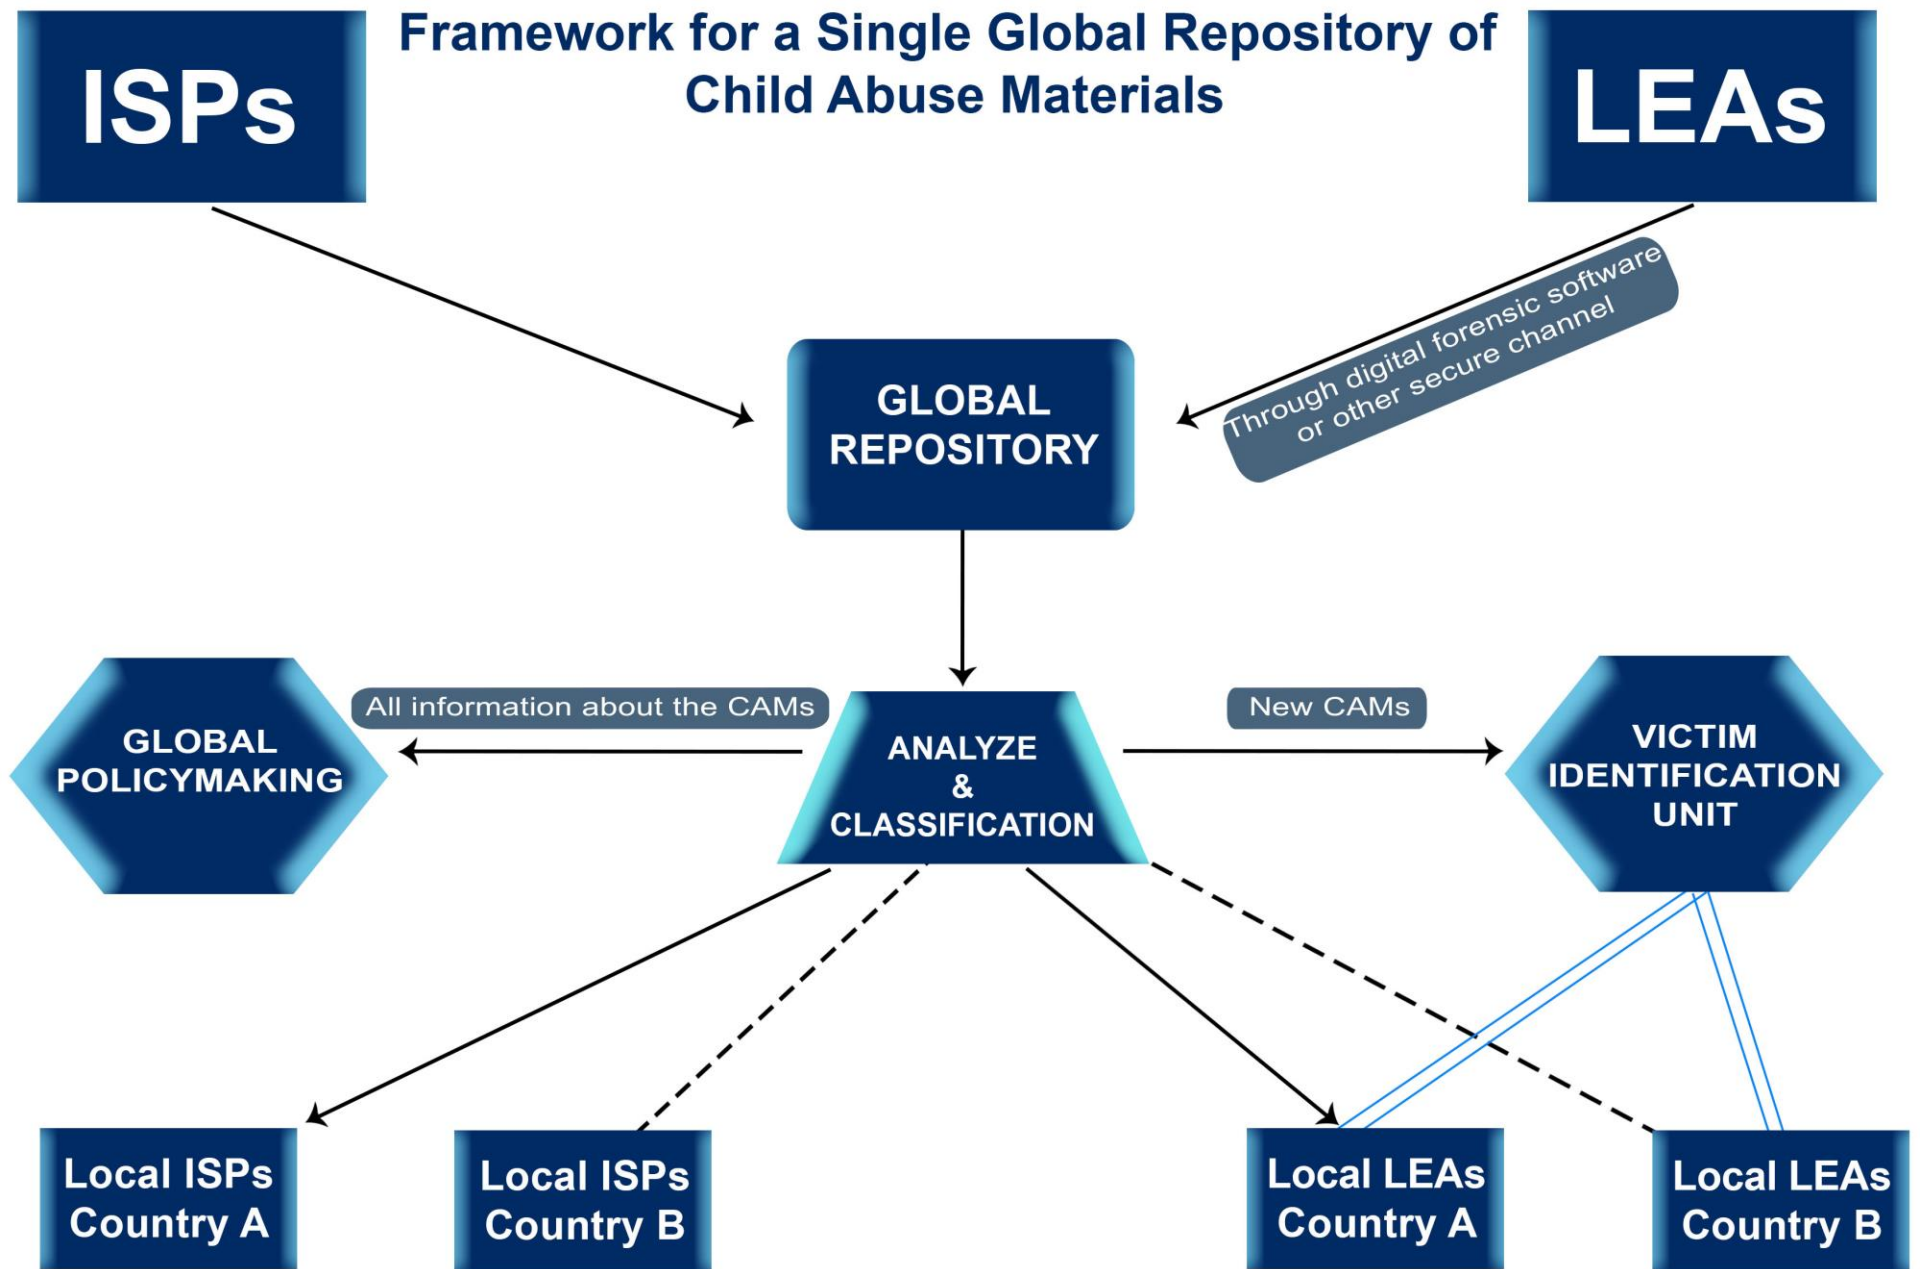 Framework for a Single Global Repository of
Child Abuse Materials
ISPs
LEAs
Through digital forensic software
or other secure channel
GLOBAL
REPOSITORY
GLOBAL
POLICYMAKING
All information about the CAMs
ANALYZE
&
CLASSIFICATION
New CAMs
VICTIM
IDENTIFICATION
UNIT
Local ISPs
Country A
Local ISPs
Country B
Local LEAs
Country A
Local LEAs
Country B